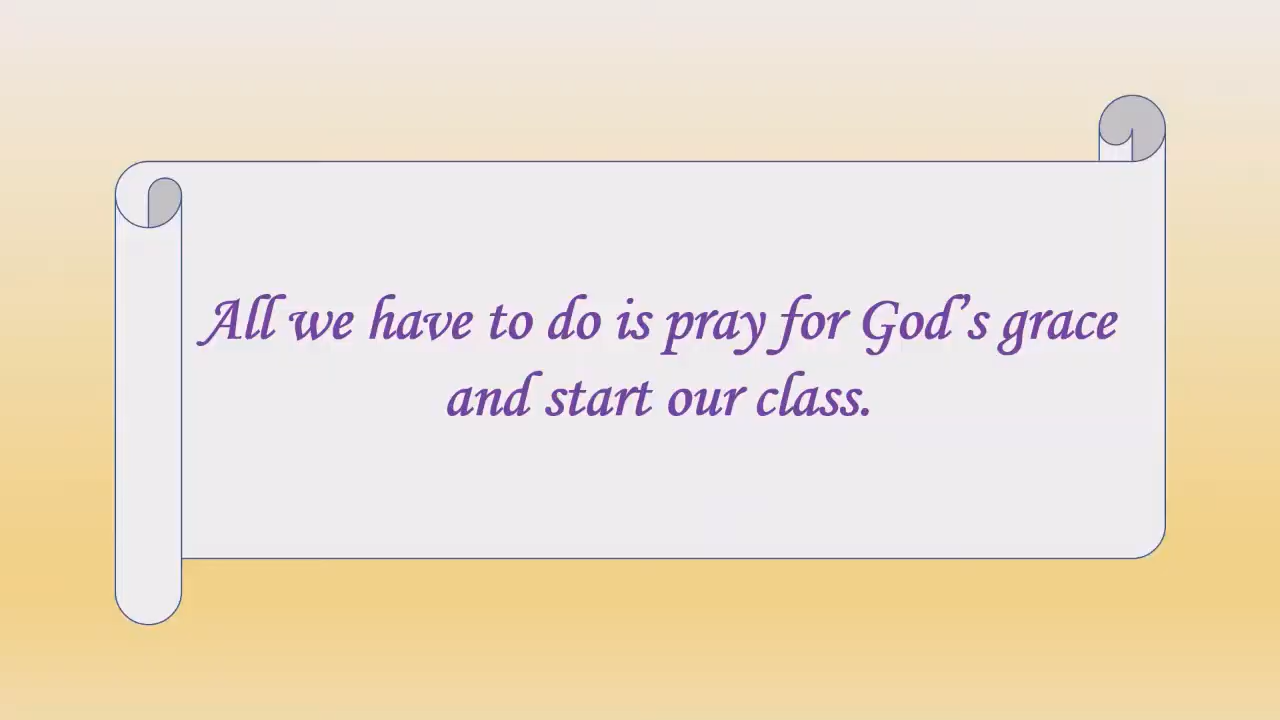 All we have to do is pray for God’s grace
and start our class.